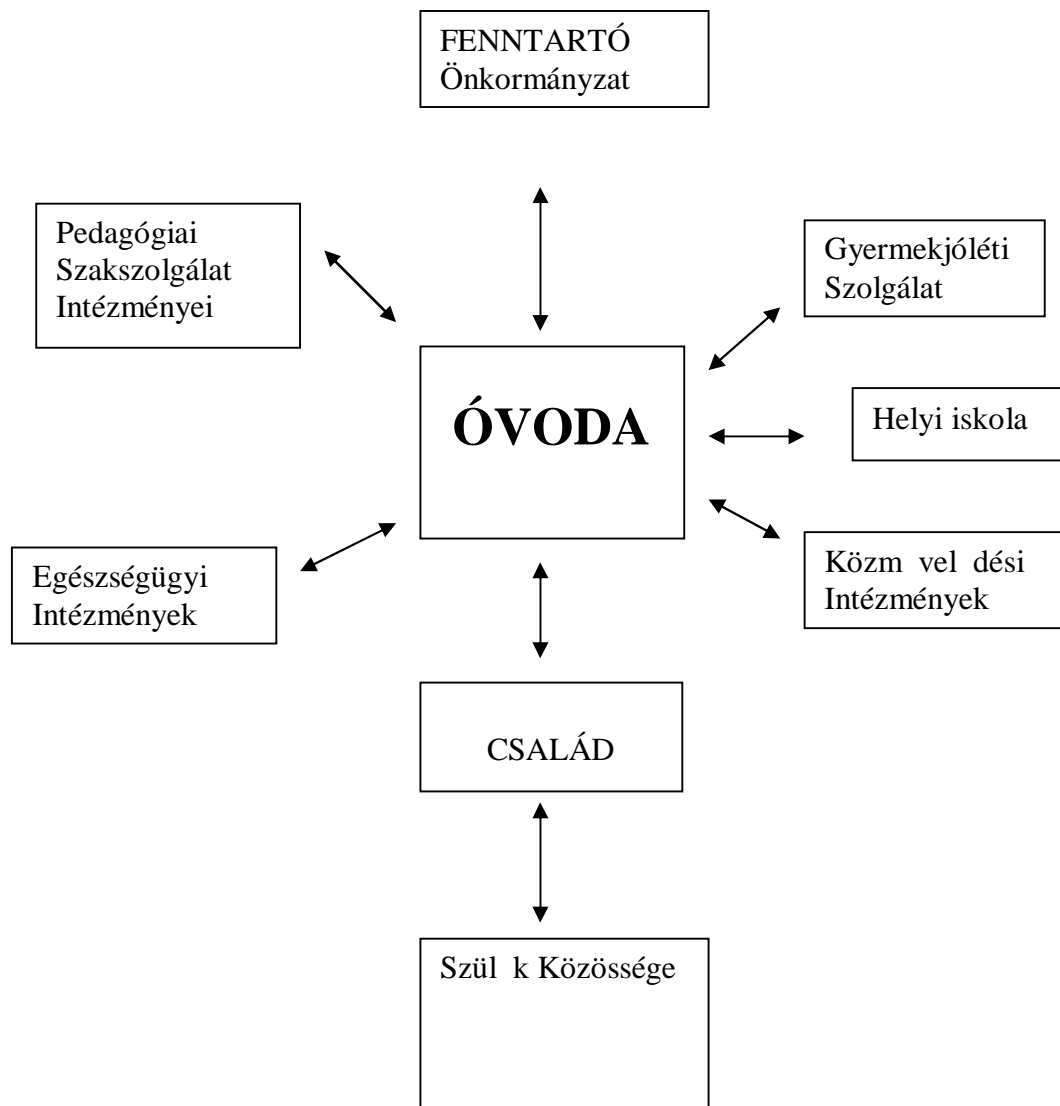 FENNTARTÓ
Önkormányzat
Pedagógiai
Szakszolgálat
Intézményei
Gyermekjóléti
Szolgálat
ÓVODA
Helyi iskola
Egészségügyi
Intézmények
Közm vel dési
Intézmények
CSALÁD
Szül k Közössége